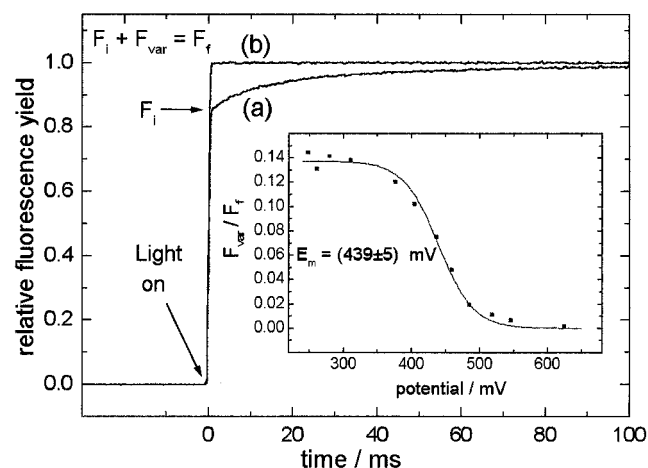 F_i + F_var = F_f
(b)
1.0
F_i
(a)
0.8
0.6
0.4
0.2
0.0
relative fluorescence yield
Light
on
0.14
0.12
0.10
0.08
0.06
0.04
0.02
0.00
F_var / F_f
E_m = (439±5) mV
300 400 500 600
potential / mV
0 20 40 60 80 100
time / ms